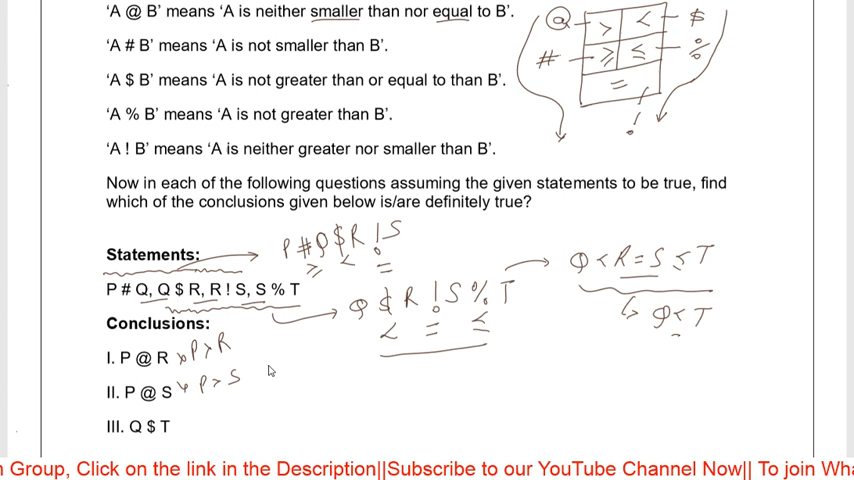 'A @ B' means 'A is neither smaller than nor equal to B'.
'A # B' means 'A is not smaller than B'.
'A $ B' means 'A is not greater than or equal to than B'.
'A % B' means 'A is not greater than B'.
'A ! B' means 'A is neither greater nor smaller than B'.
@ > < $
# ≥ ≤ %
=
!
Now in each of the following questions assuming the given statements to be true, find
which of the conclusions given below is/are definitely true?
Statements:
P # Q $ R ! S
≥ < =
P # Q, Q $ R, R ! S, S % T
Q $ R ! S % T
< = ≤
Q < R = S ≤ T
Q < T
Conclusions:
I. P @ R P > R
II. P @ S P > S
III. Q $ T
n Group, Click on the link in the Description||Subscribe to our YouTube Channel Now|| To join Wha